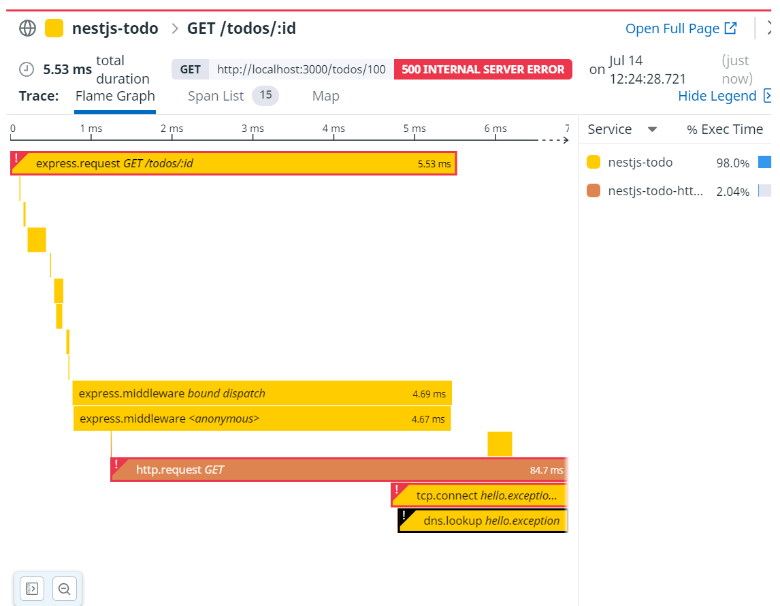 nestjs-todo > GET /todos/:id Open Full Page
5.53 ms total duration GET http://localhost:3000/todos/100 500 INTERNAL SERVER ERROR on Jul 14 12:24:28.721 (just now)
Trace: Flame Graph Span List 15 Map Hide Legend
0 1 ms 2 ms 3 ms 4 ms 5 ms 6 ms 7
Service % Exec Time
! express.request GET /todos/:id 5.53 ms
nestjs-todo 98.0%
nestjs-todo-htt... 2.04%
express.middleware bound dispatch 4.69 ms
express.middleware <anonymous> 4.67 ms
! http.request GET 84.7 ms
! tcp.connect hello.exceptio...
! dns.lookup hello.exception